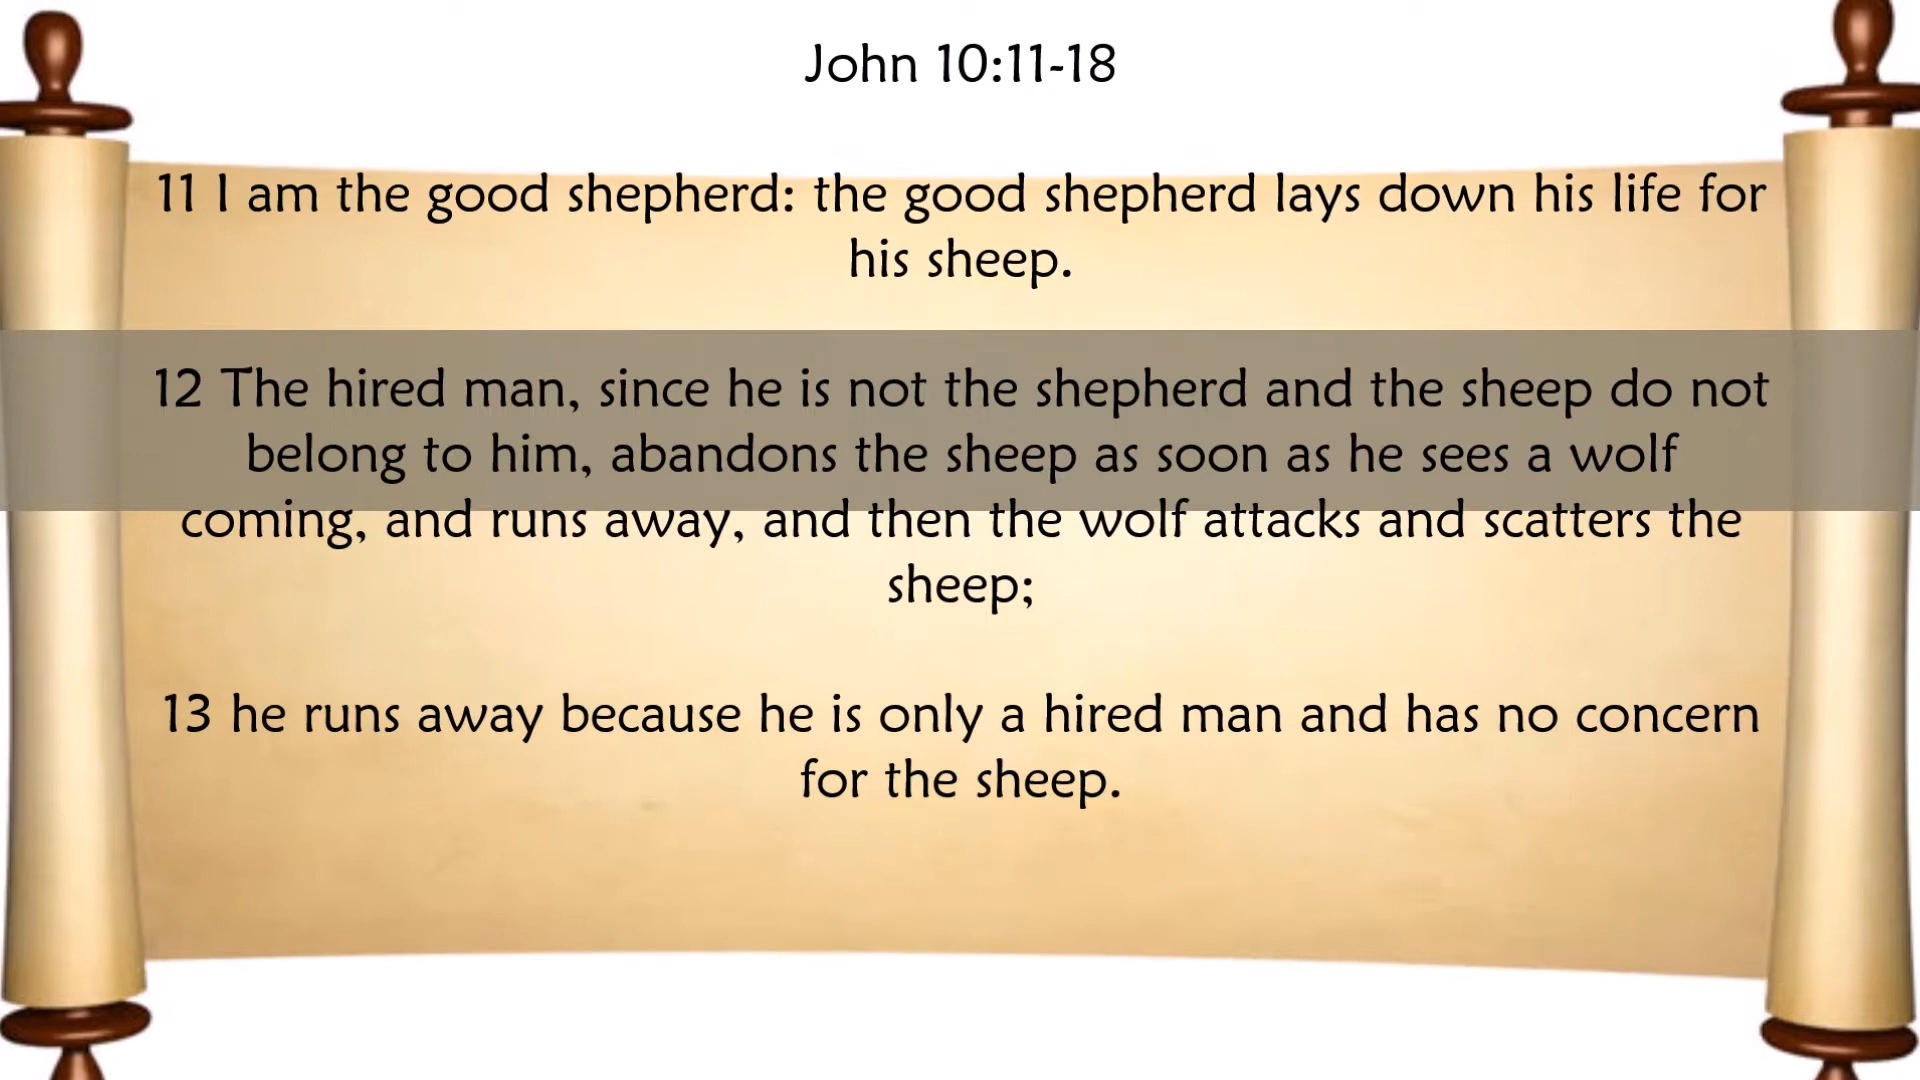 John 10:11-18
11 I am the good shepherd: the good shepherd lays down his life for
his sheep.
12 The hired man, since he is not the shepherd and the sheep do not
belong to him, abandons the sheep as soon as he sees a wolf
coming, and runs away, and then the wolf attacks and scatters the
sheep;
13 he runs away because he is only a hired man and has no concern
for the sheep.